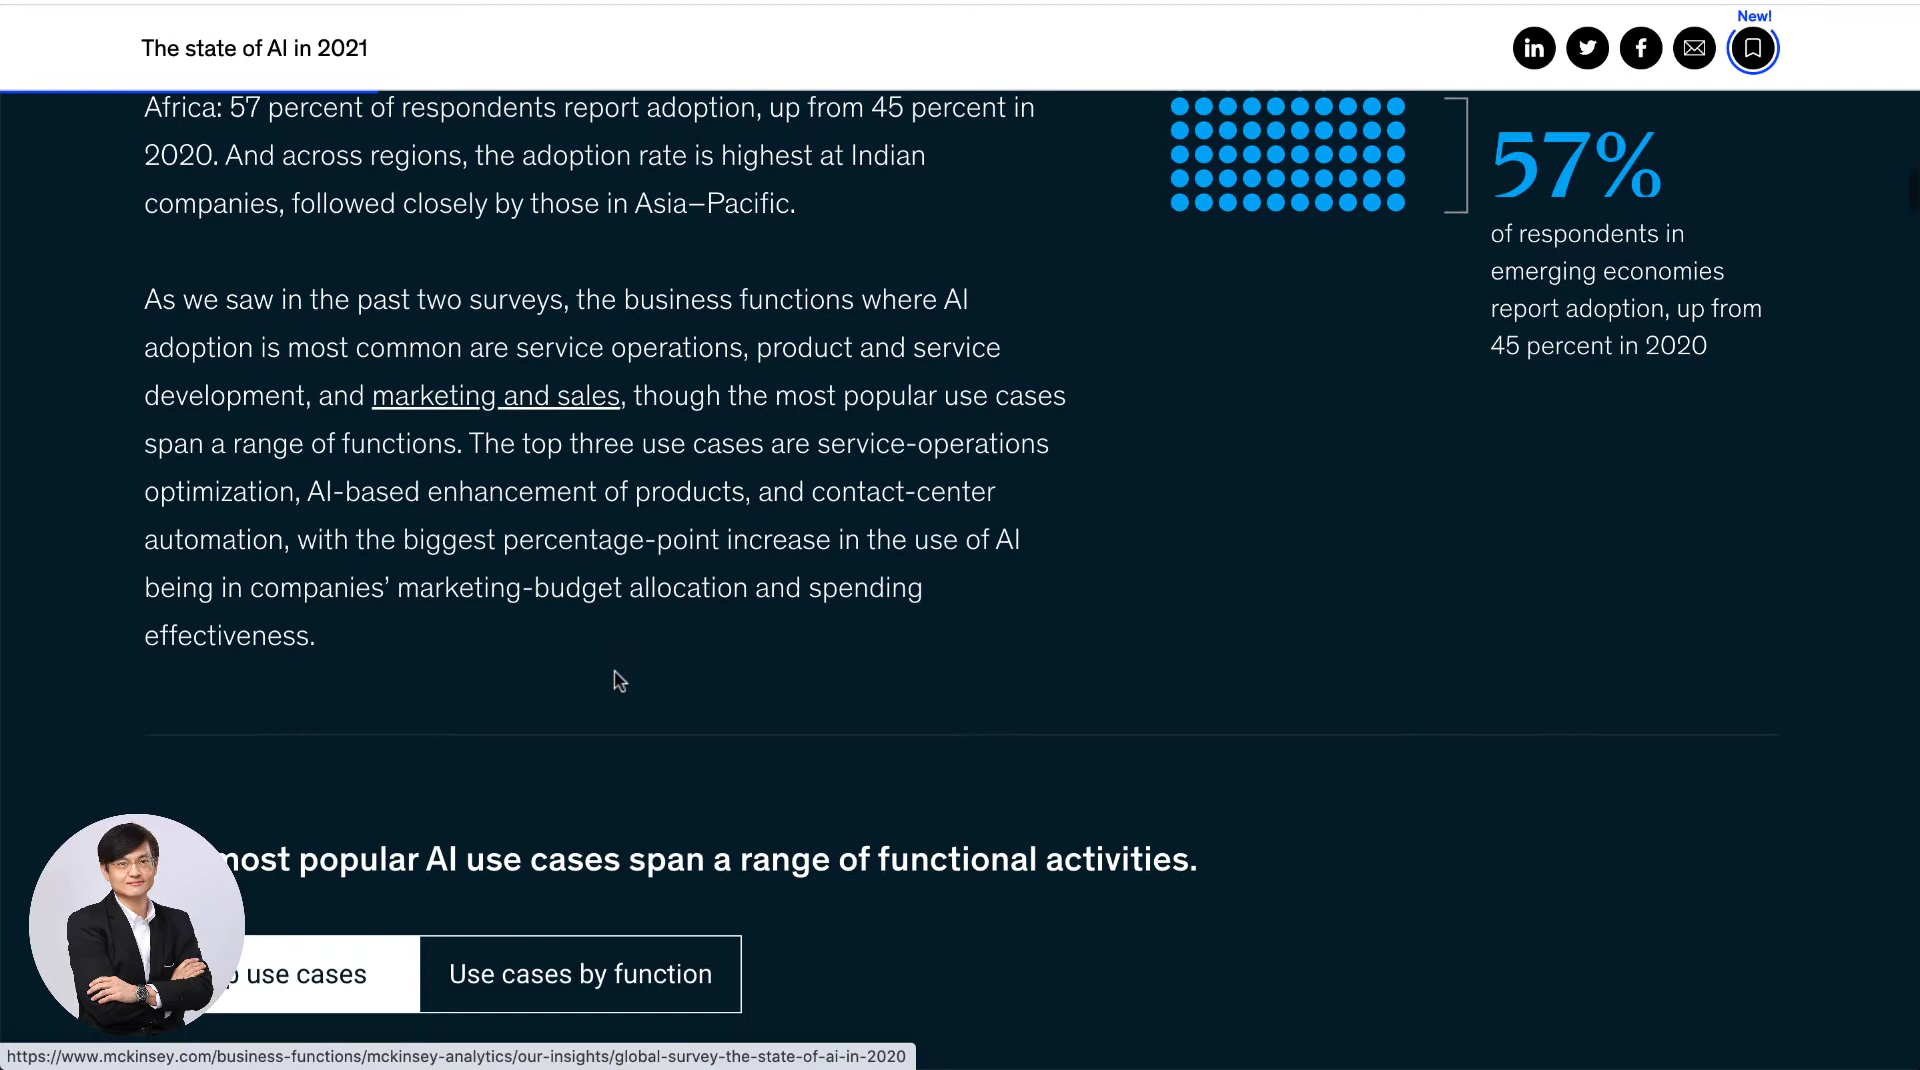 New!
The state of AI in 2021
Africa: 57 percent of respondents report adoption, up from 45 percent in
2020. And across regions, the adoption rate is highest at Indian
companies, followed closely by those in Asia–Pacific.
As we saw in the past two surveys, the business functions where AI
adoption is most common are service operations, product and service
development, and marketing and sales, though the most popular use cases
span a range of functions. The top three use cases are service-operations
optimization, AI-based enhancement of products, and contact-center
automation, with the biggest percentage-point increase in the use of AI
being in companies’ marketing-budget allocation and spending
effectiveness.
57%
of respondents in
emerging economies
report adoption, up from
45 percent in 2020
most popular AI use cases span a range of functional activities.
use cases
Use cases by function
https://www.mckinsey.com/business-functions/mckinsey-analytics/our-insights/global-survey-the-state-of-ai-in-2020